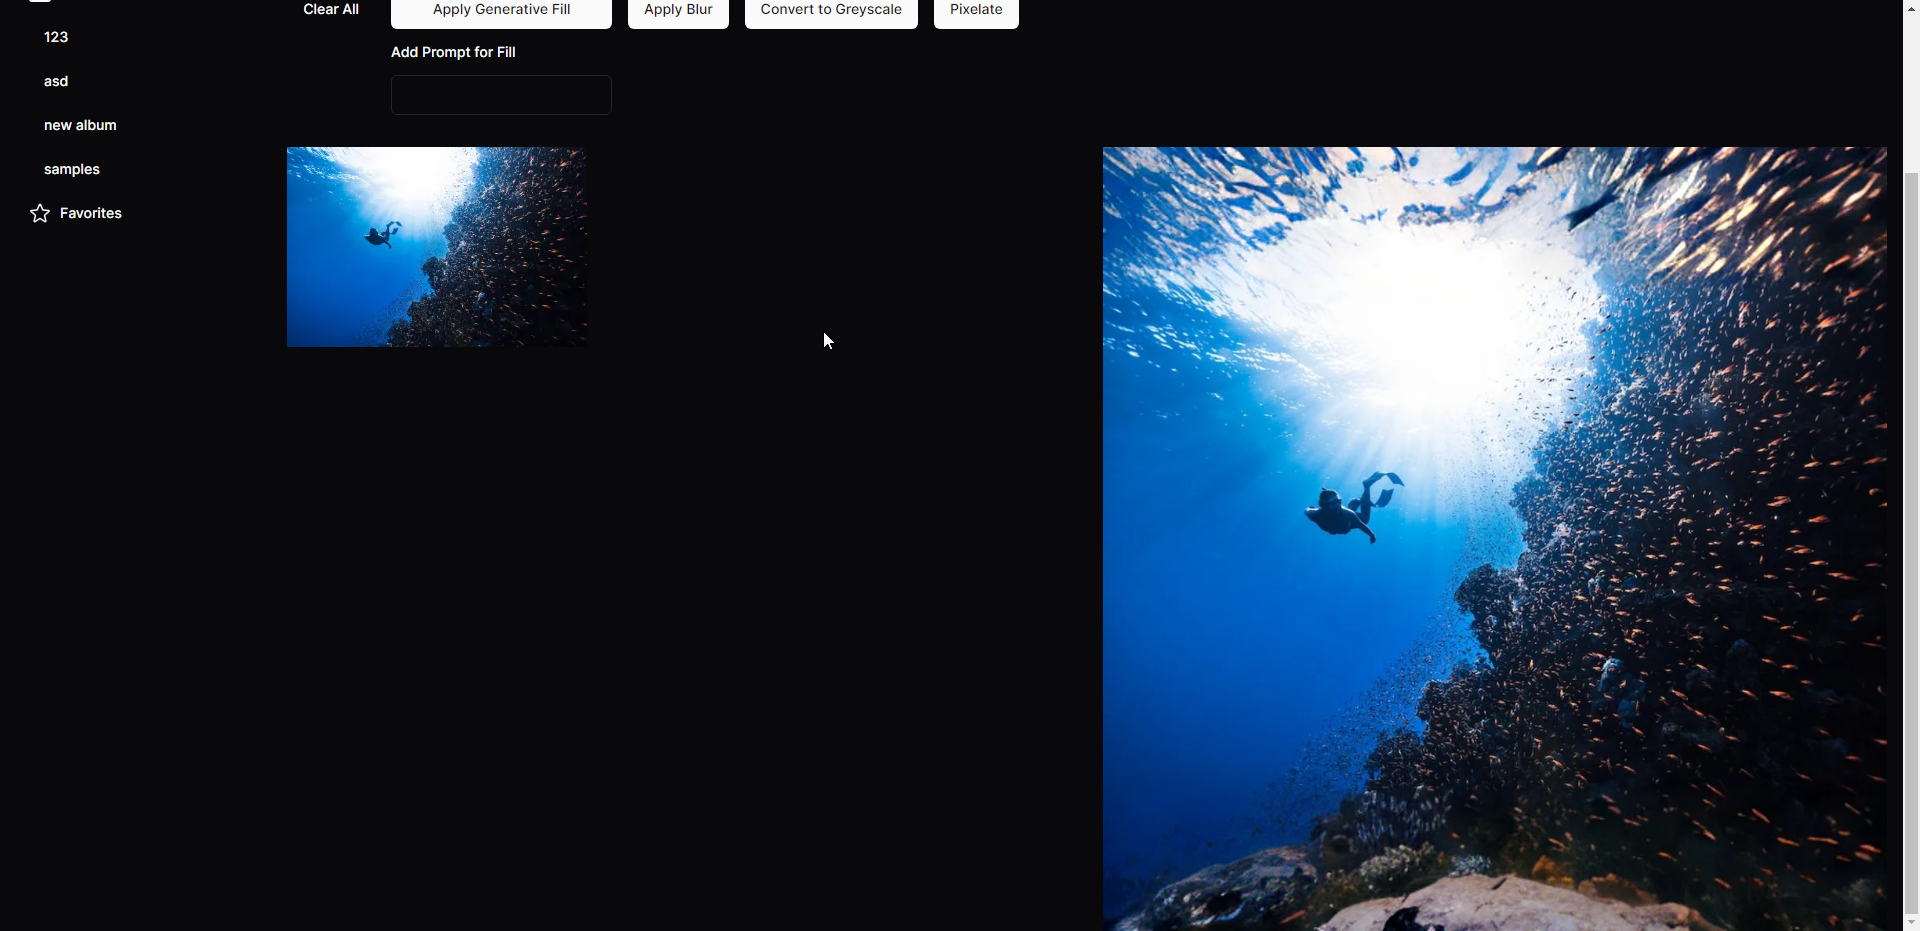 Clear All
Apply Generative Fill
Apply Blur
Convert to Greyscale
Pixelate
Add Prompt for Fill
123
asd
new album
samples
Favorites